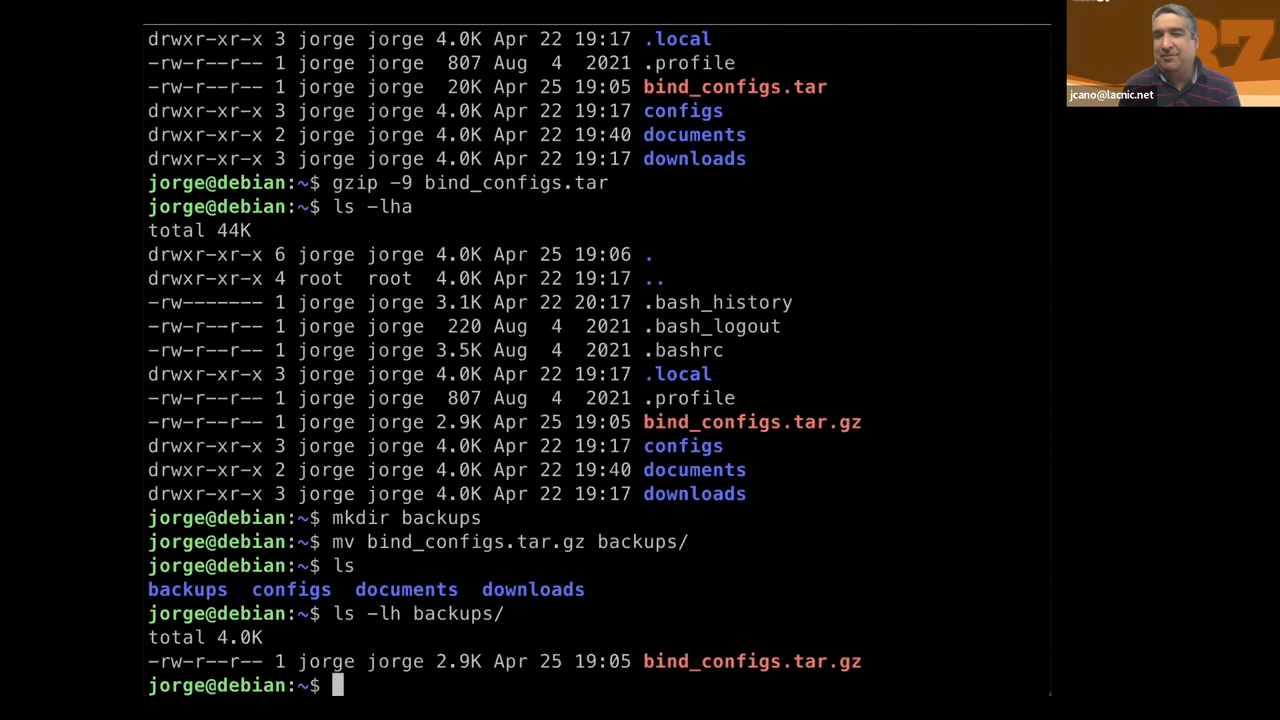 drwxr-xr-x 3 jorge jorge 4.0K Apr 22 19:17 .local
-rw-r--r-- 1 jorge jorge  807 Aug  4  2021 .profile
-rw-r--r-- 1 jorge jorge  20K Apr 25 19:05 bind_configs.tar
drwxr-xr-x 3 jorge jorge 4.0K Apr 22 19:17 configs
drwxr-xr-x 2 jorge jorge 4.0K Apr 22 19:40 documents
drwxr-xr-x 3 jorge jorge 4.0K Apr 22 19:17 downloads
jorge@debian:~$ gzip -9 bind_configs.tar
jorge@debian:~$ ls -lha
total 44K
drwxr-xr-x 6 jorge jorge 4.0K Apr 25 19:06 .
drwxr-xr-x 4 root  root  4.0K Apr 22 19:17 ..
-rw------- 1 jorge jorge 3.1K Apr 22 20:17 .bash_history
-rw-r--r-- 1 jorge jorge  220 Aug  4  2021 .bash_logout
-rw-r--r-- 1 jorge jorge 3.5K Aug  4  2021 .bashrc
drwxr-xr-x 3 jorge jorge 4.0K Apr 22 19:17 .local
-rw-r--r-- 1 jorge jorge  807 Aug  4  2021 .profile
-rw-r--r-- 1 jorge jorge 2.9K Apr 25 19:05 bind_configs.tar.gz
drwxr-xr-x 3 jorge jorge 4.0K Apr 22 19:17 configs
drwxr-xr-x 2 jorge jorge 4.0K Apr 22 19:40 documents
drwxr-xr-x 3 jorge jorge 4.0K Apr 22 19:17 downloads
jorge@debian:~$ mkdir backups
jorge@debian:~$ mv bind_configs.tar.gz backups/
jorge@debian:~$ ls
backups  configs  documents  downloads
jorge@debian:~$ ls -lh backups/
total 4.0K
-rw-r--r-- 1 jorge jorge 2.9K Apr 25 19:05 bind_configs.tar.gz
jorge@debian:~$
jcano@lacnic.net